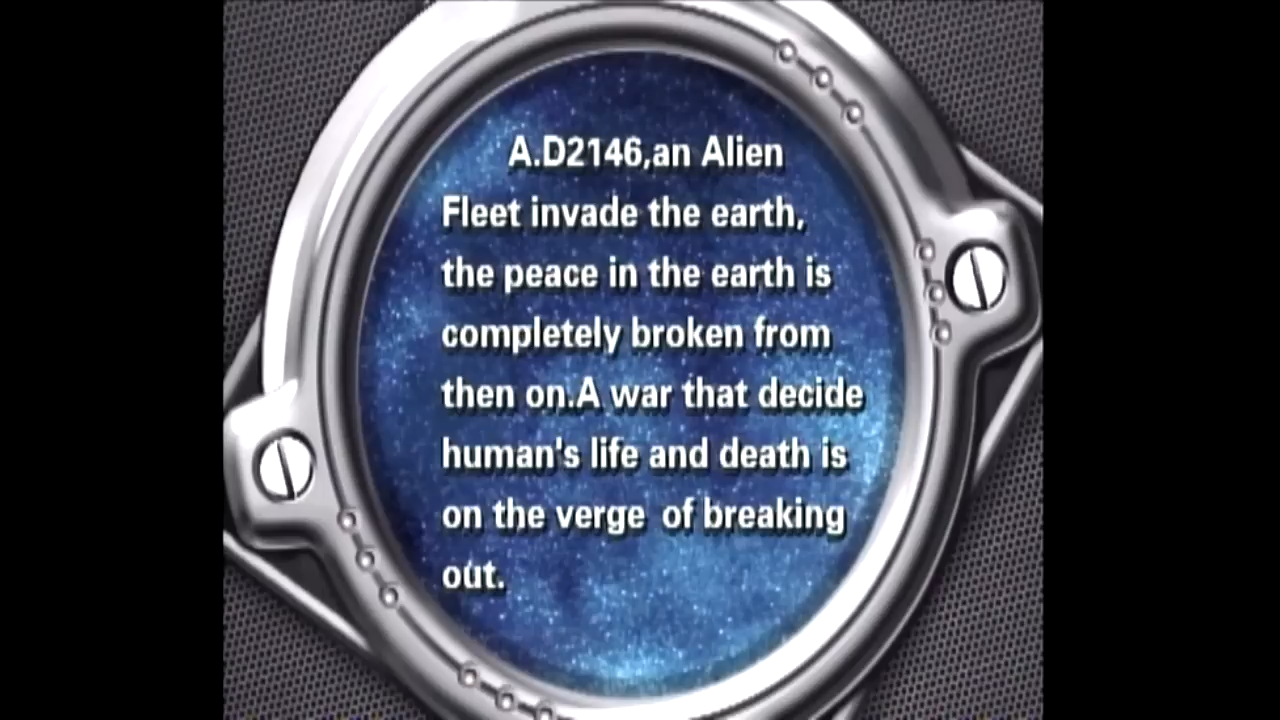 A.D2146,an Alien
Fleet invade the earth,
the peace in the earth is
completely broken from
then on.A war that decide
human's life and death is
on the verge of breaking
out.